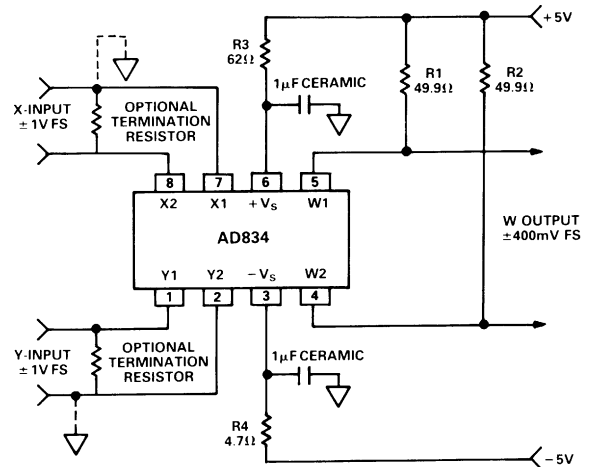 +5V
R3
62Ω
R1
49.9Ω
R2
49.9Ω
1μF CERAMIC
X-INPUT
±1V FS
OPTIONAL
TERMINATION
RESISTOR
8
7
6
5
X2
X1
+VS
W1
AD834
W OUTPUT
±400mV FS
Y1
Y2
−VS
W2
1
2
3
4
Y-INPUT
±1V FS
OPTIONAL
TERMINATION
RESISTOR
1μF CERAMIC
R4
4.7Ω
−5V